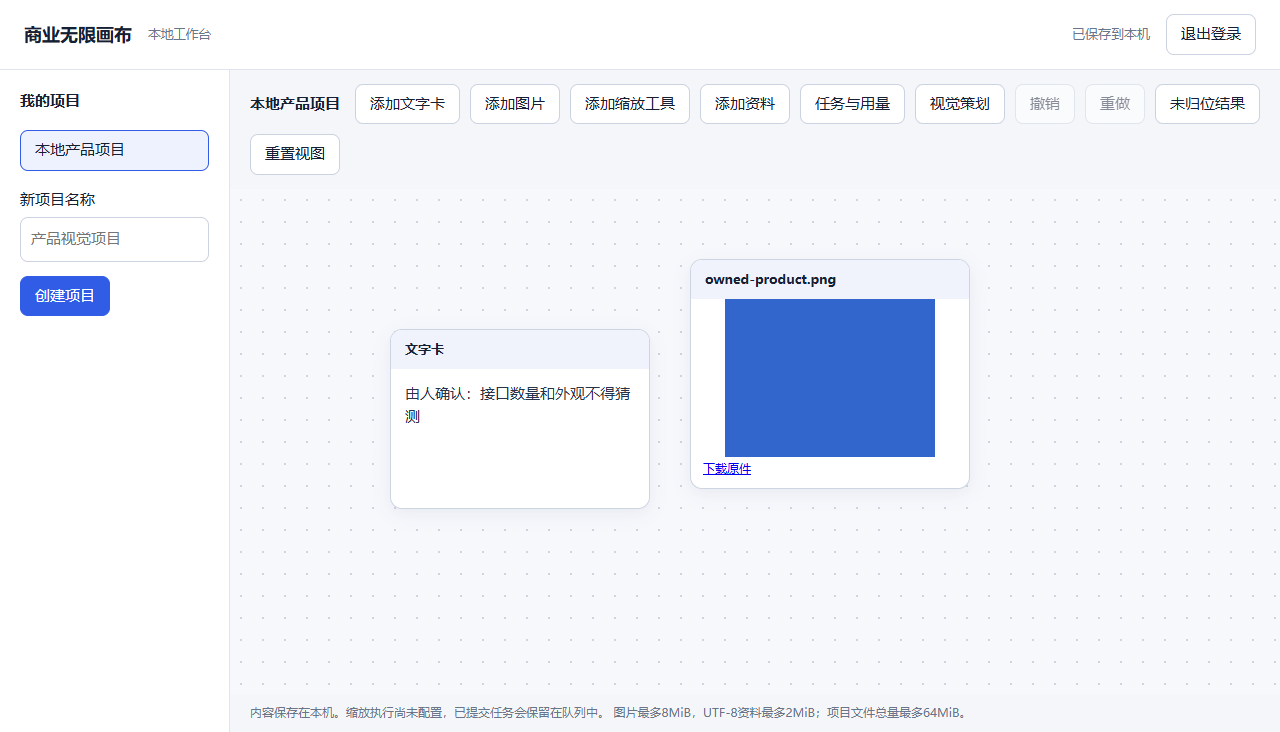 商业无限画布 本地工作台 已保存到本机 退出登录
我的项目
本地产品项目
新项目名称
产品视觉项目
创建项目
本地产品项目 添加文字卡 添加图片 添加缩放工具 添加资料 任务与用量 视觉策划 撤销 重做 未归位结果
重置视图
文字卡
由人确认：接口数量和外观不得猜
测
owned-product.png
下载原件
内容保存在本机。缩放执行尚未配置，已提交任务会保留在队列中。 图片最多8MiB，UTF-8资料最多2MiB；项目文件总量最多64MiB。